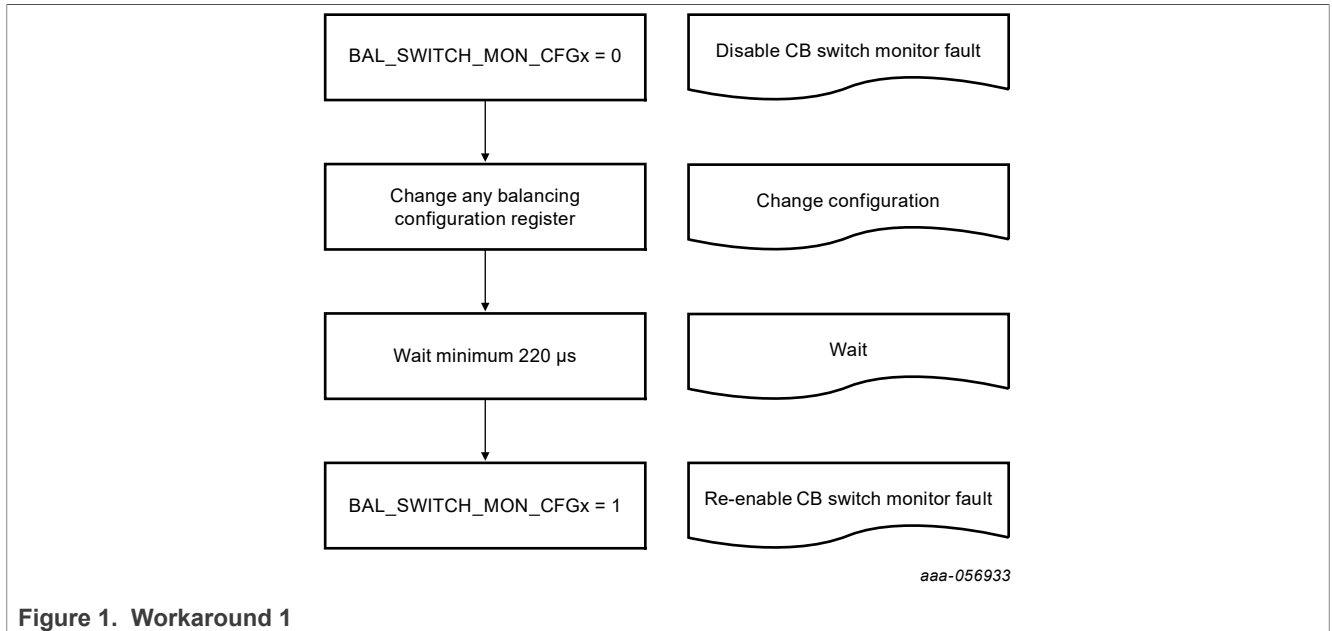 BAL_SWITCH_MON_CFGx = 0
Disable CB switch monitor fault
Change any balancing
configuration register
Change configuration
Wait minimum 220 µs
Wait
BAL_SWITCH_MON_CFGx = 1
Re-enable CB switch monitor fault
aaa-056933
Figure 1. Workaround 1